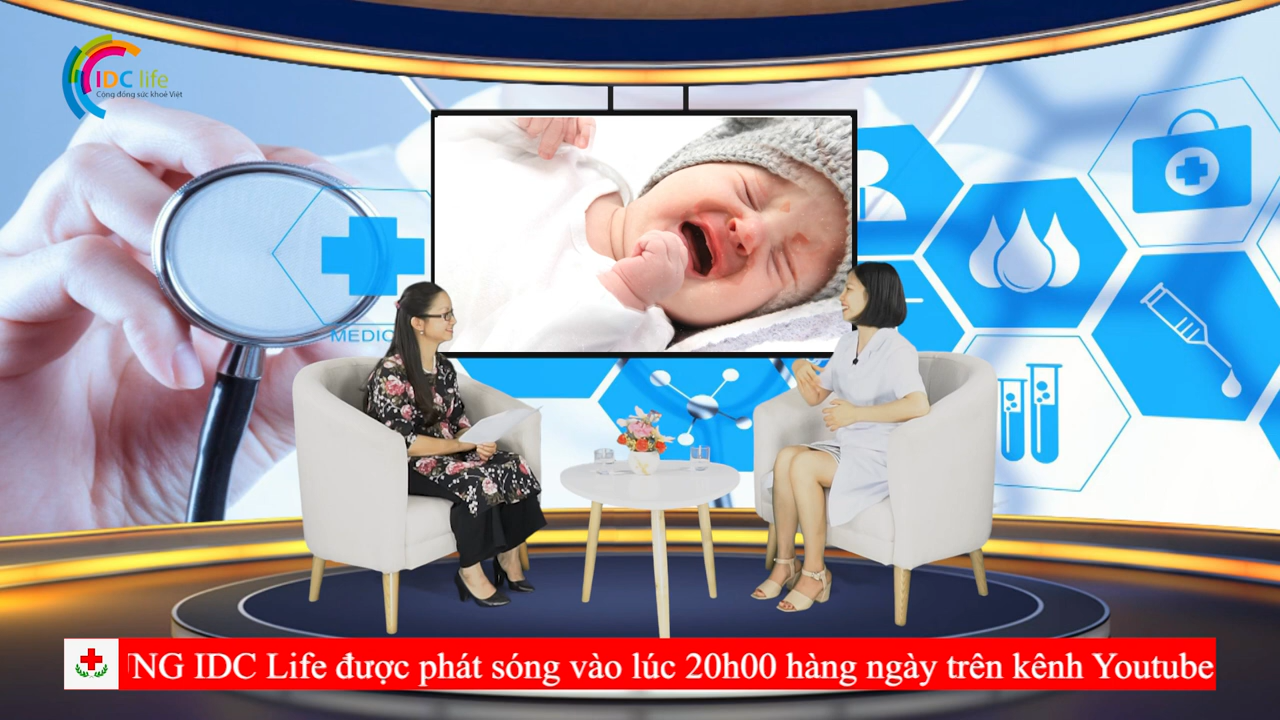 IDC life
Cộng đồng sức khoẻ Việt
MEDIC
NG IDC Life được phát sóng vào lúc 20h00 hàng ngày trên kênh Youtube